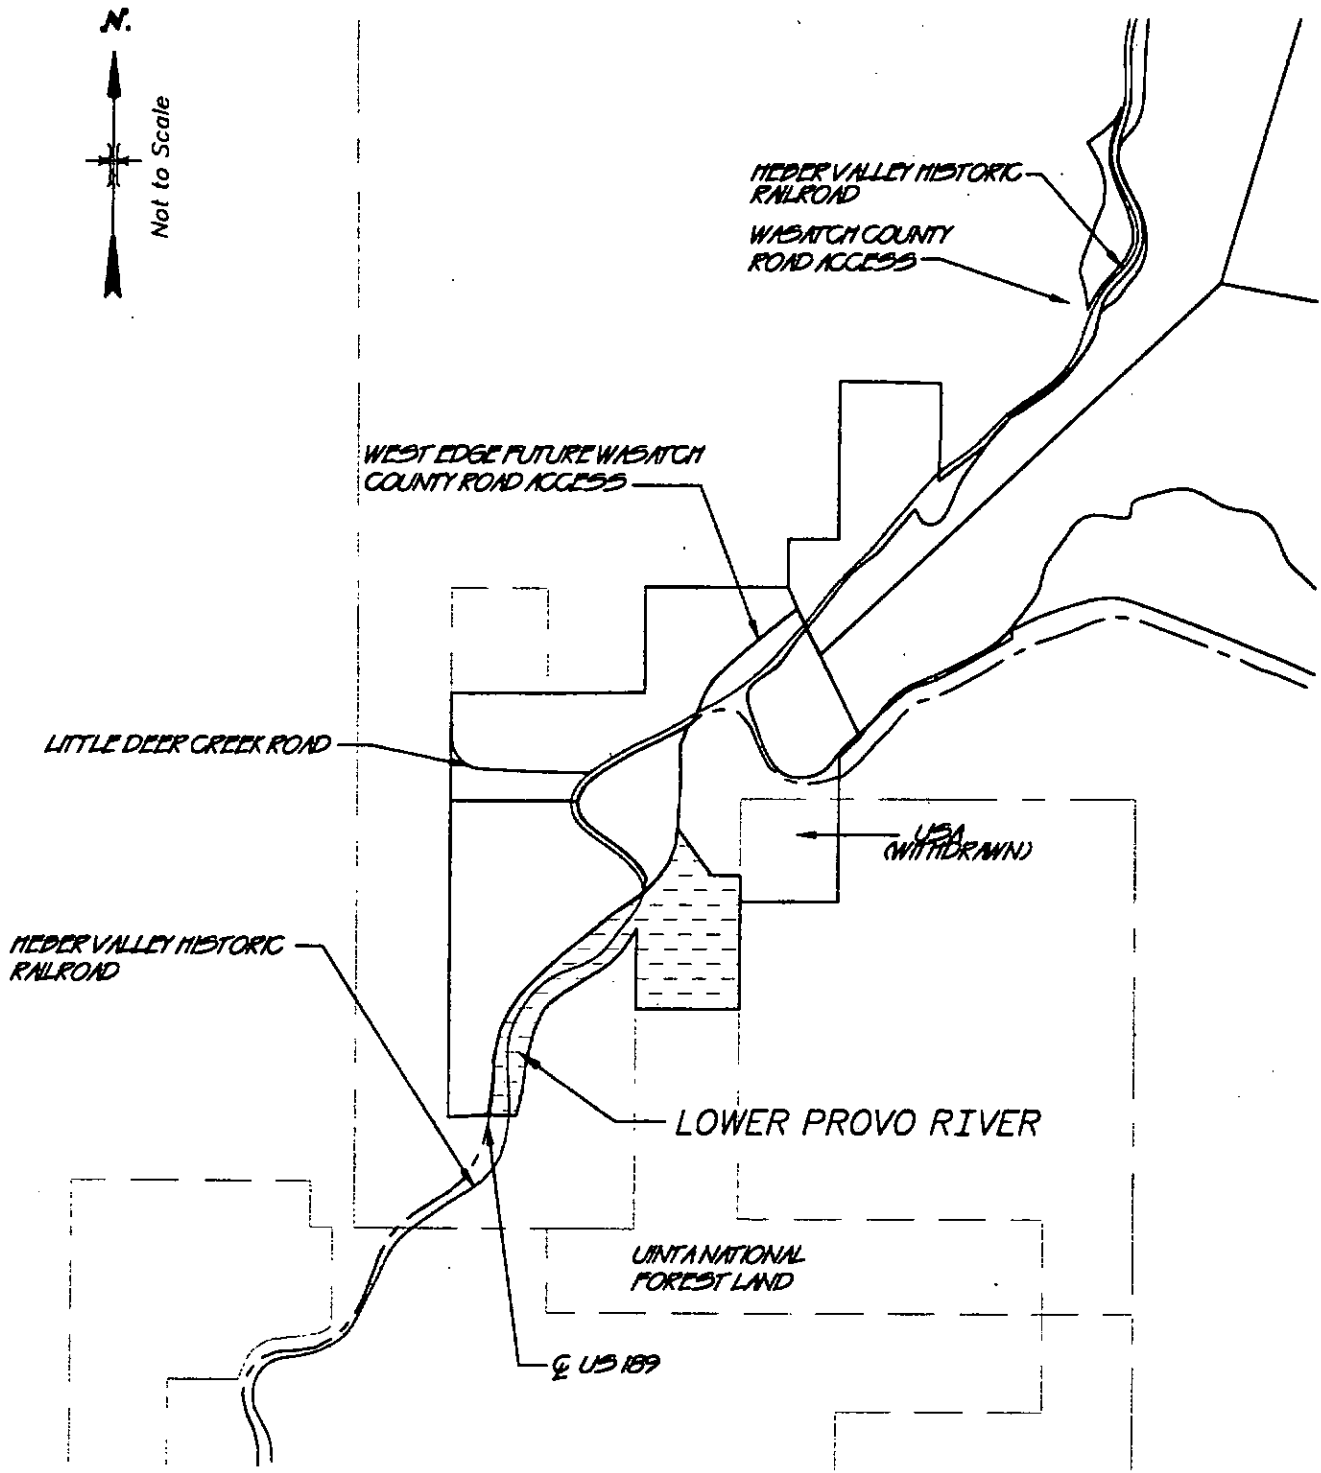 N.
Not to Scale
HEBER VALLEY HISTORIC
RAILROAD
WASATCH COUNTY
ROAD ACCESS
WEST EDGE FUTURE WASATCH
COUNTY ROAD ACCESS
LITTLE DEER CREEK ROAD
USA
(WITHDRAWN)
HEBER VALLEY HISTORIC
RAILROAD
LOWER PROVO RIVER
UINTA NATIONAL
FOREST LAND
℄ US 189